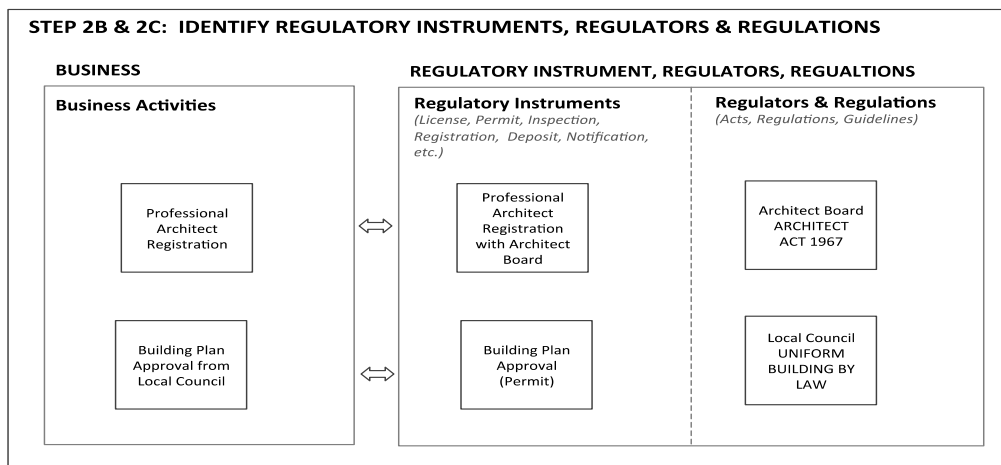 STEP 2B & 2C: IDENTIFY REGULATORY INSTRUMENTS, REGULATORS & REGULATIONS
BUSINESS
Business Activities
Professional
Architect
Registration
Building Plan
Approval from
Local Council
REGULATORY INSTRUMENT, REGULATORS, REGUALTIONS
Regulatory Instruments
(License, Permit, Inspection,
Registration, Deposit, Notification,
etc.)
Professional
Architect
Registration
with Architect
Board
Building Plan
Approval
(Permit)
Regulators & Regulations
(Acts, Regulations, Guidelines)
Architect Board
ARCHITECT
ACT 1967
Local Council
UNIFORM
BUILDING BY
LAW